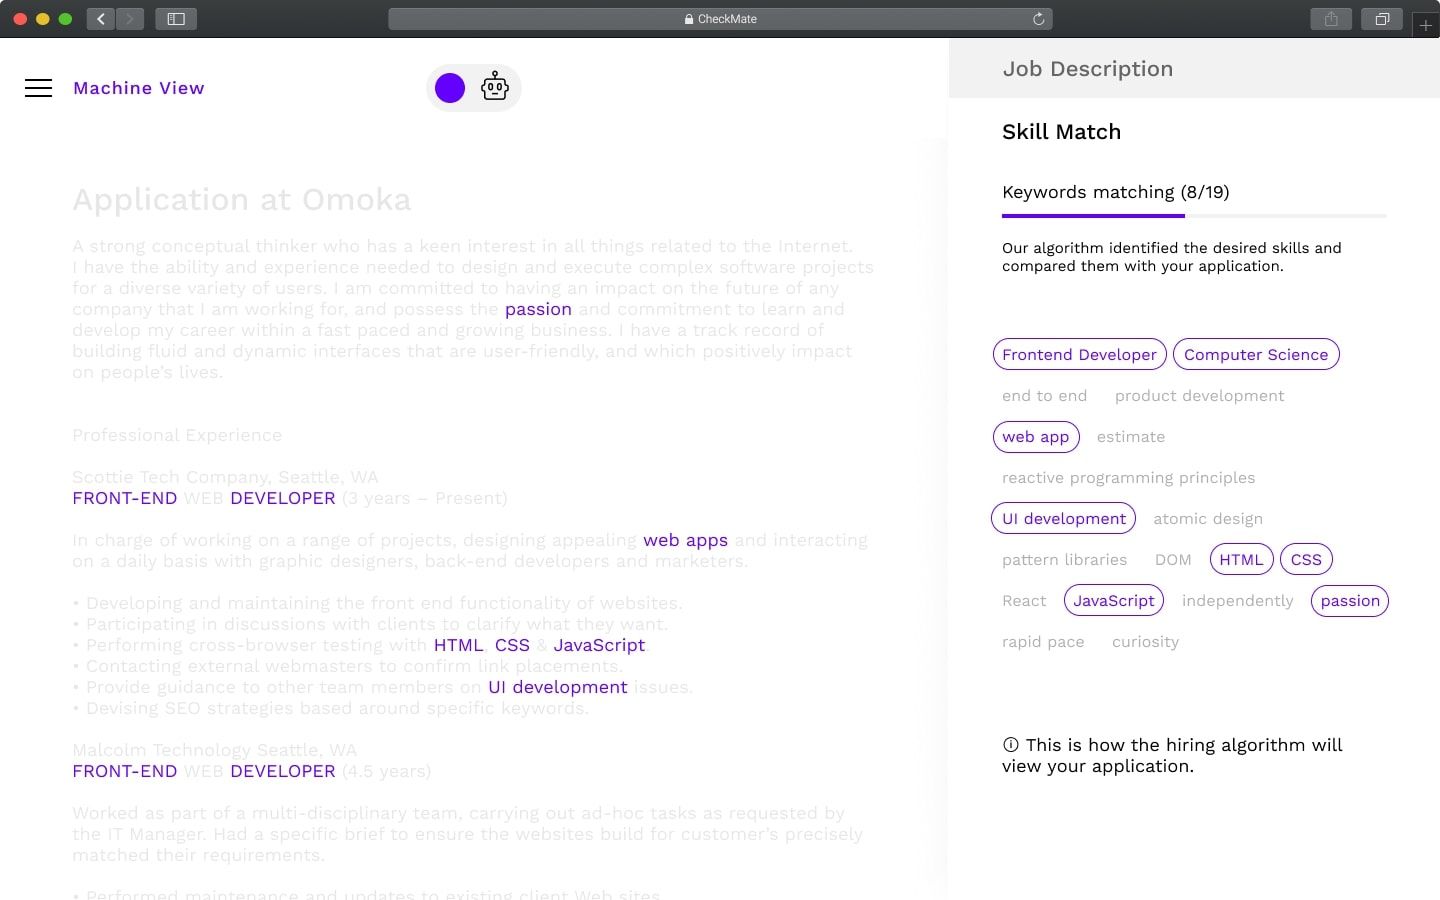 CheckMate
Machine View
Application at Omoka
A strong conceptual thinker who has a keen interest in all things related to the Internet.
I have the ability and experience needed to design and execute complex software projects
for a diverse variety of users. I am committed to having an impact on the future of any
company that I am working for, and possess the passion and commitment to learn and
develop my career within a fast paced and growing business. I have a track record of
building fluid and dynamic interfaces that are user-friendly, and which positively impact
on people's lives.
Professional Experience
Scottie Tech Company, Seattle, WA
FRONT-END WEB DEVELOPER (3 years – Present)
In charge of working on a range of projects, designing appealing web apps and interacting
on a daily basis with graphic designers, back-end developers and marketers.
• Developing and maintaining the front end functionality of websites.
• Participating in discussions with clients to clarify what they want.
• Performing cross-browser testing with HTML, CSS & JavaScript.
• Contacting external webmasters to confirm link placements.
• Provide guidance to other team members on UI development issues.
• Devising SEO strategies based around specific keywords.
Malcolm Technology Seattle, WA
FRONT-END WEB DEVELOPER (4.5 years)
Worked as part of a multi-disciplinary team, carrying out ad-hoc tasks as requested by
the IT Manager. Had a specific brief to ensure the websites build for customer's precisely
matched their requirements.
• Performed maintenance and updates to existing client Web sites.
Job Description
Skill Match
Keywords matching (8/19)
Our algorithm identified the desired skills and
compared them with your application.
Frontend Developer Computer Science
end to end product development
web app estimate
reactive programming principles
UI development atomic design
pattern libraries DOM HTML CSS
React JavaScript independently passion
rapid pace curiosity
ⓘ This is how the hiring algorithm will
view your application.